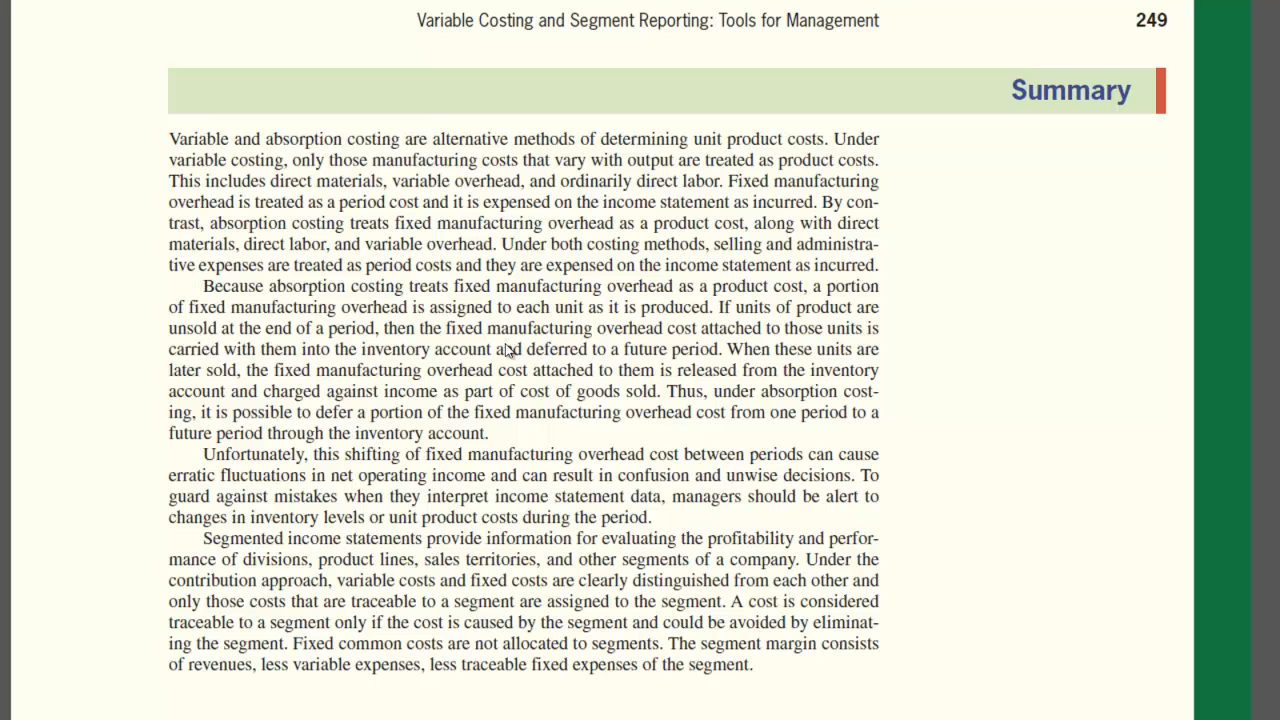 Variable Costing and Segment Reporting: Tools for Management 249
Summary
Variable and absorption costing are alternative methods of determining unit product costs. Under
variable costing, only those manufacturing costs that vary with output are treated as product costs.
This includes direct materials, variable overhead, and ordinarily direct labor. Fixed manufacturing
overhead is treated as a period cost and it is expensed on the income statement as incurred. By con-
trast, absorption costing treats fixed manufacturing overhead as a product cost, along with direct
materials, direct labor, and variable overhead. Under both costing methods, selling and administra-
tive expenses are treated as period costs and they are expensed on the income statement as incurred.
Because absorption costing treats fixed manufacturing overhead as a product cost, a portion
of fixed manufacturing overhead is assigned to each unit as it is produced. If units of product are
unsold at the end of a period, then the fixed manufacturing overhead cost attached to those units is
carried with them into the inventory account and deferred to a future period. When these units are
later sold, the fixed manufacturing overhead cost attached to them is released from the inventory
account and charged against income as part of cost of goods sold. Thus, under absorption cost-
ing, it is possible to defer a portion of the fixed manufacturing overhead cost from one period to a
future period through the inventory account.
Unfortunately, this shifting of fixed manufacturing overhead cost between periods can cause
erratic fluctuations in net operating income and can result in confusion and unwise decisions. To
guard against mistakes when they interpret income statement data, managers should be alert to
changes in inventory levels or unit product costs during the period.
Segmented income statements provide information for evaluating the profitability and perfor-
mance of divisions, product lines, sales territories, and other segments of a company. Under the
contribution approach, variable costs and fixed costs are clearly distinguished from each other and
only those costs that are traceable to a segment are assigned to the segment. A cost is considered
traceable to a segment only if the cost is caused by the segment and could be avoided by eliminat-
ing the segment. Fixed common costs are not allocated to segments. The segment margin consists
of revenues, less variable expenses, less traceable fixed expenses of the segment.